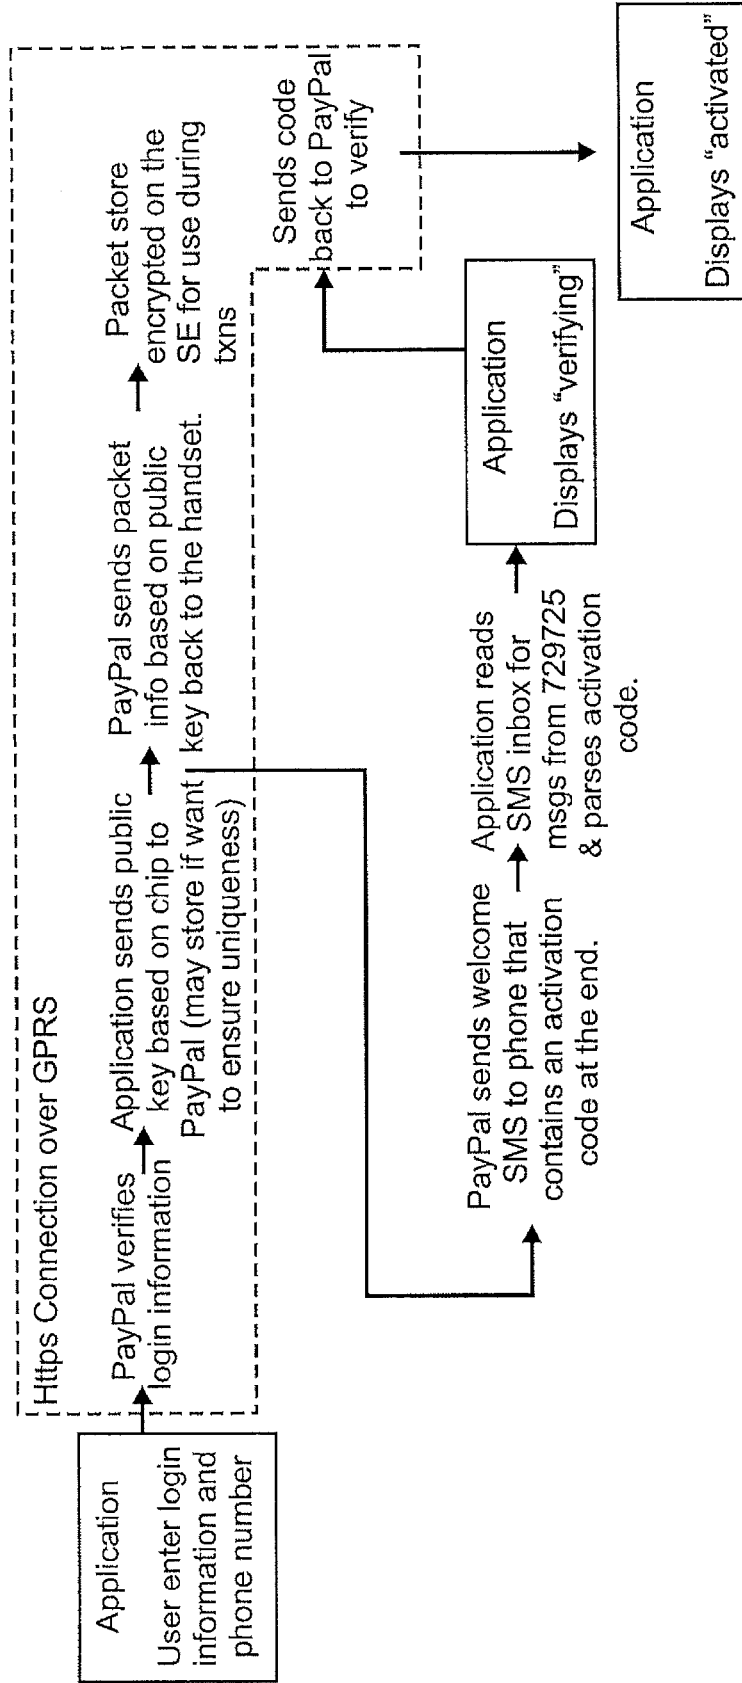 Https Connection over GPRS
Application
User enter login
information and
phone number
PayPal verifies
login information
Application sends public
key based on chip to
PayPal (may store if want
to ensure uniqueness)
PayPal sends packet
info based on public
key back to the handset.
Packet store
encrypted on the
SE for use during
txns
PayPal sends welcome
SMS to phone that
contains an activation
code at the end.
Application reads
SMS inbox for
msgs from 729725
& parses activation
code.
Application
Displays “verifying”
Sends code
back to PayPal
to verify
Application
Displays “activated”